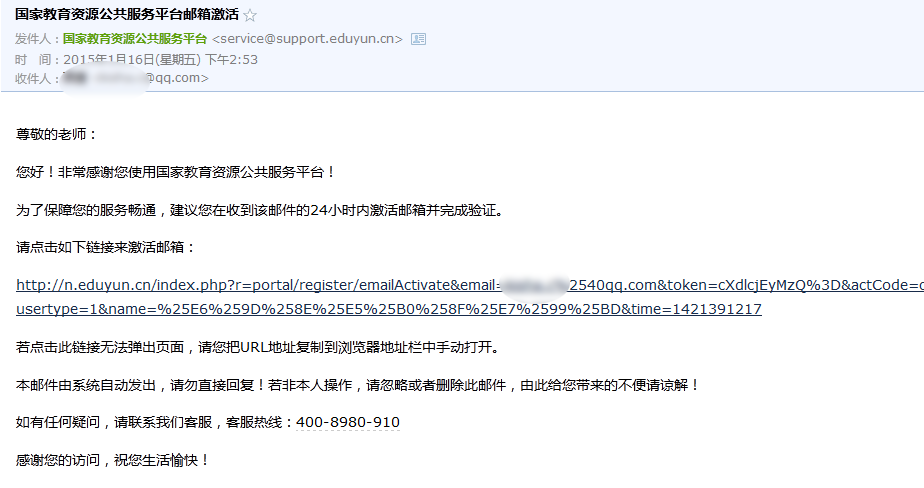 国家教育资源公共服务平台邮箱激活
发件人：国家教育资源公共服务平台 <service@support.eduyun.cn>
时 间：2015年1月16日(星期五) 下午2:53
收件人： @qq.com>
尊敬的老师：
您好！非常感谢您使用国家教育资源公共服务平台！
为了保障您的服务畅通，建议您在收到该邮件的24小时内激活邮箱并完成验证。
请点击如下链接来激活邮箱：
http://n.eduyun.cn/index.php?r=portal/register/emailActivate&email= 2540qq.com&token=cXdlcjEyMzQ%3D&actCode=
usertype=1&name=%25E6%259D%258E%25E5%25B0%258F%25E7%2599%25BD&time=1421391217
若点击此链接无法弹出页面，请您把URL地址复制到浏览器地址栏中手动打开。
本邮件由系统自动发出，请勿直接回复！若非本人操作，请忽略或者删除此邮件，由此给您带来的不便请谅解！
如有任何疑问，请联系我们客服，客服热线：400-8980-910
感谢您的访问，祝您生活愉快！